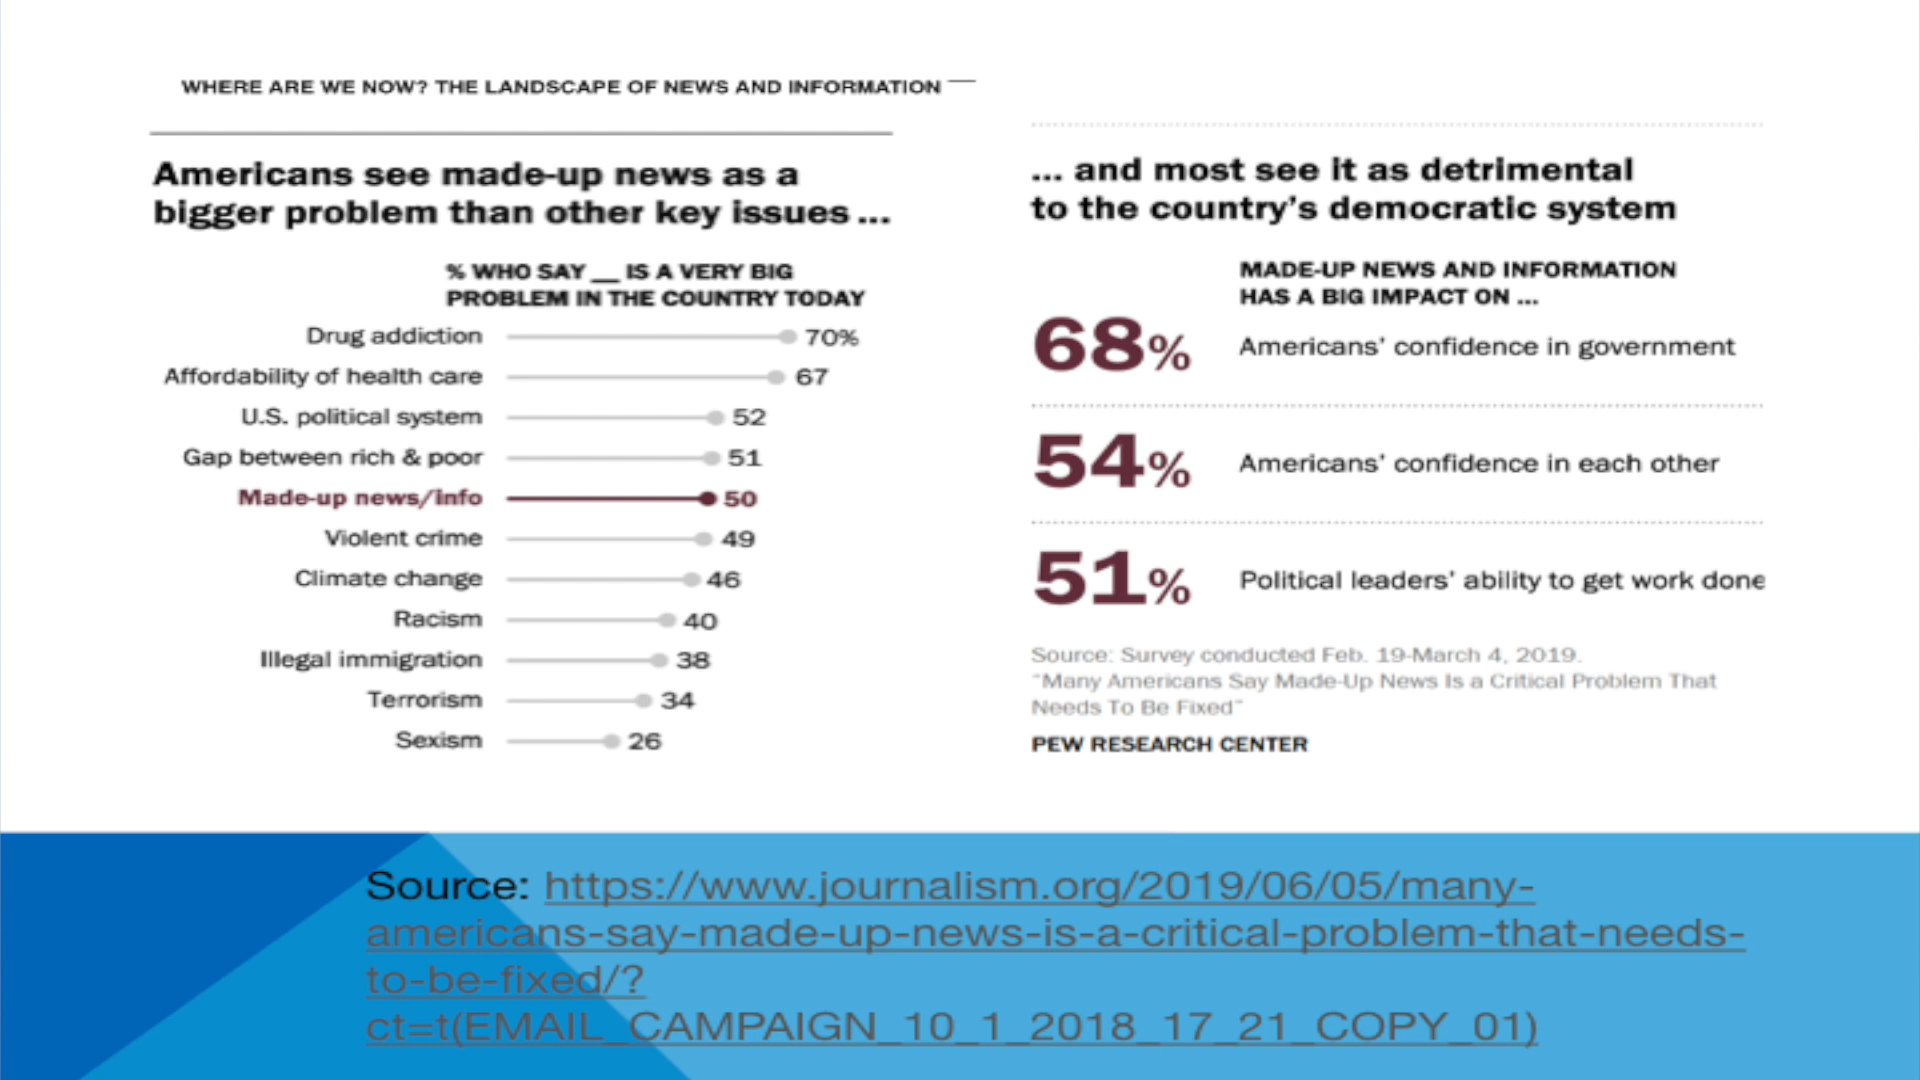 WHERE ARE WE NOW? THE LANDSCAPE OF NEWS AND INFORMATION
Americans see made-up news as a
bigger problem than other key issues ...
% WHO SAY __ IS A VERY BIG
PROBLEM IN THE COUNTRY TODAY
Drug addiction 70%
Affordability of health care 67
U.S. political system 52
Gap between rich & poor 51
Made-up news/info 50
Violent crime 49
Climate change 46
Racism 40
Illegal immigration 38
Terrorism 34
Sexism 26
... and most see it as detrimental
to the country's democratic system
MADE-UP NEWS AND INFORMATION
HAS A BIG IMPACT ON ...
68% Americans' confidence in government
54% Americans' confidence in each other
51% Political leaders' ability to get work done
Source: Survey conducted Feb. 19-March 4, 2019.
"Many Americans Say Made-Up News Is a Critical Problem That
Needs To Be Fixed"
PEW RESEARCH CENTER
Source: https://www.journalism.org/2019/06/05/many-
americans-say-made-up-news-is-a-critical-problem-that-needs-
to-be-fixed/?
ct=t(EMAIL_CAMPAIGN_10_1_2018_17_21_COPY_01)